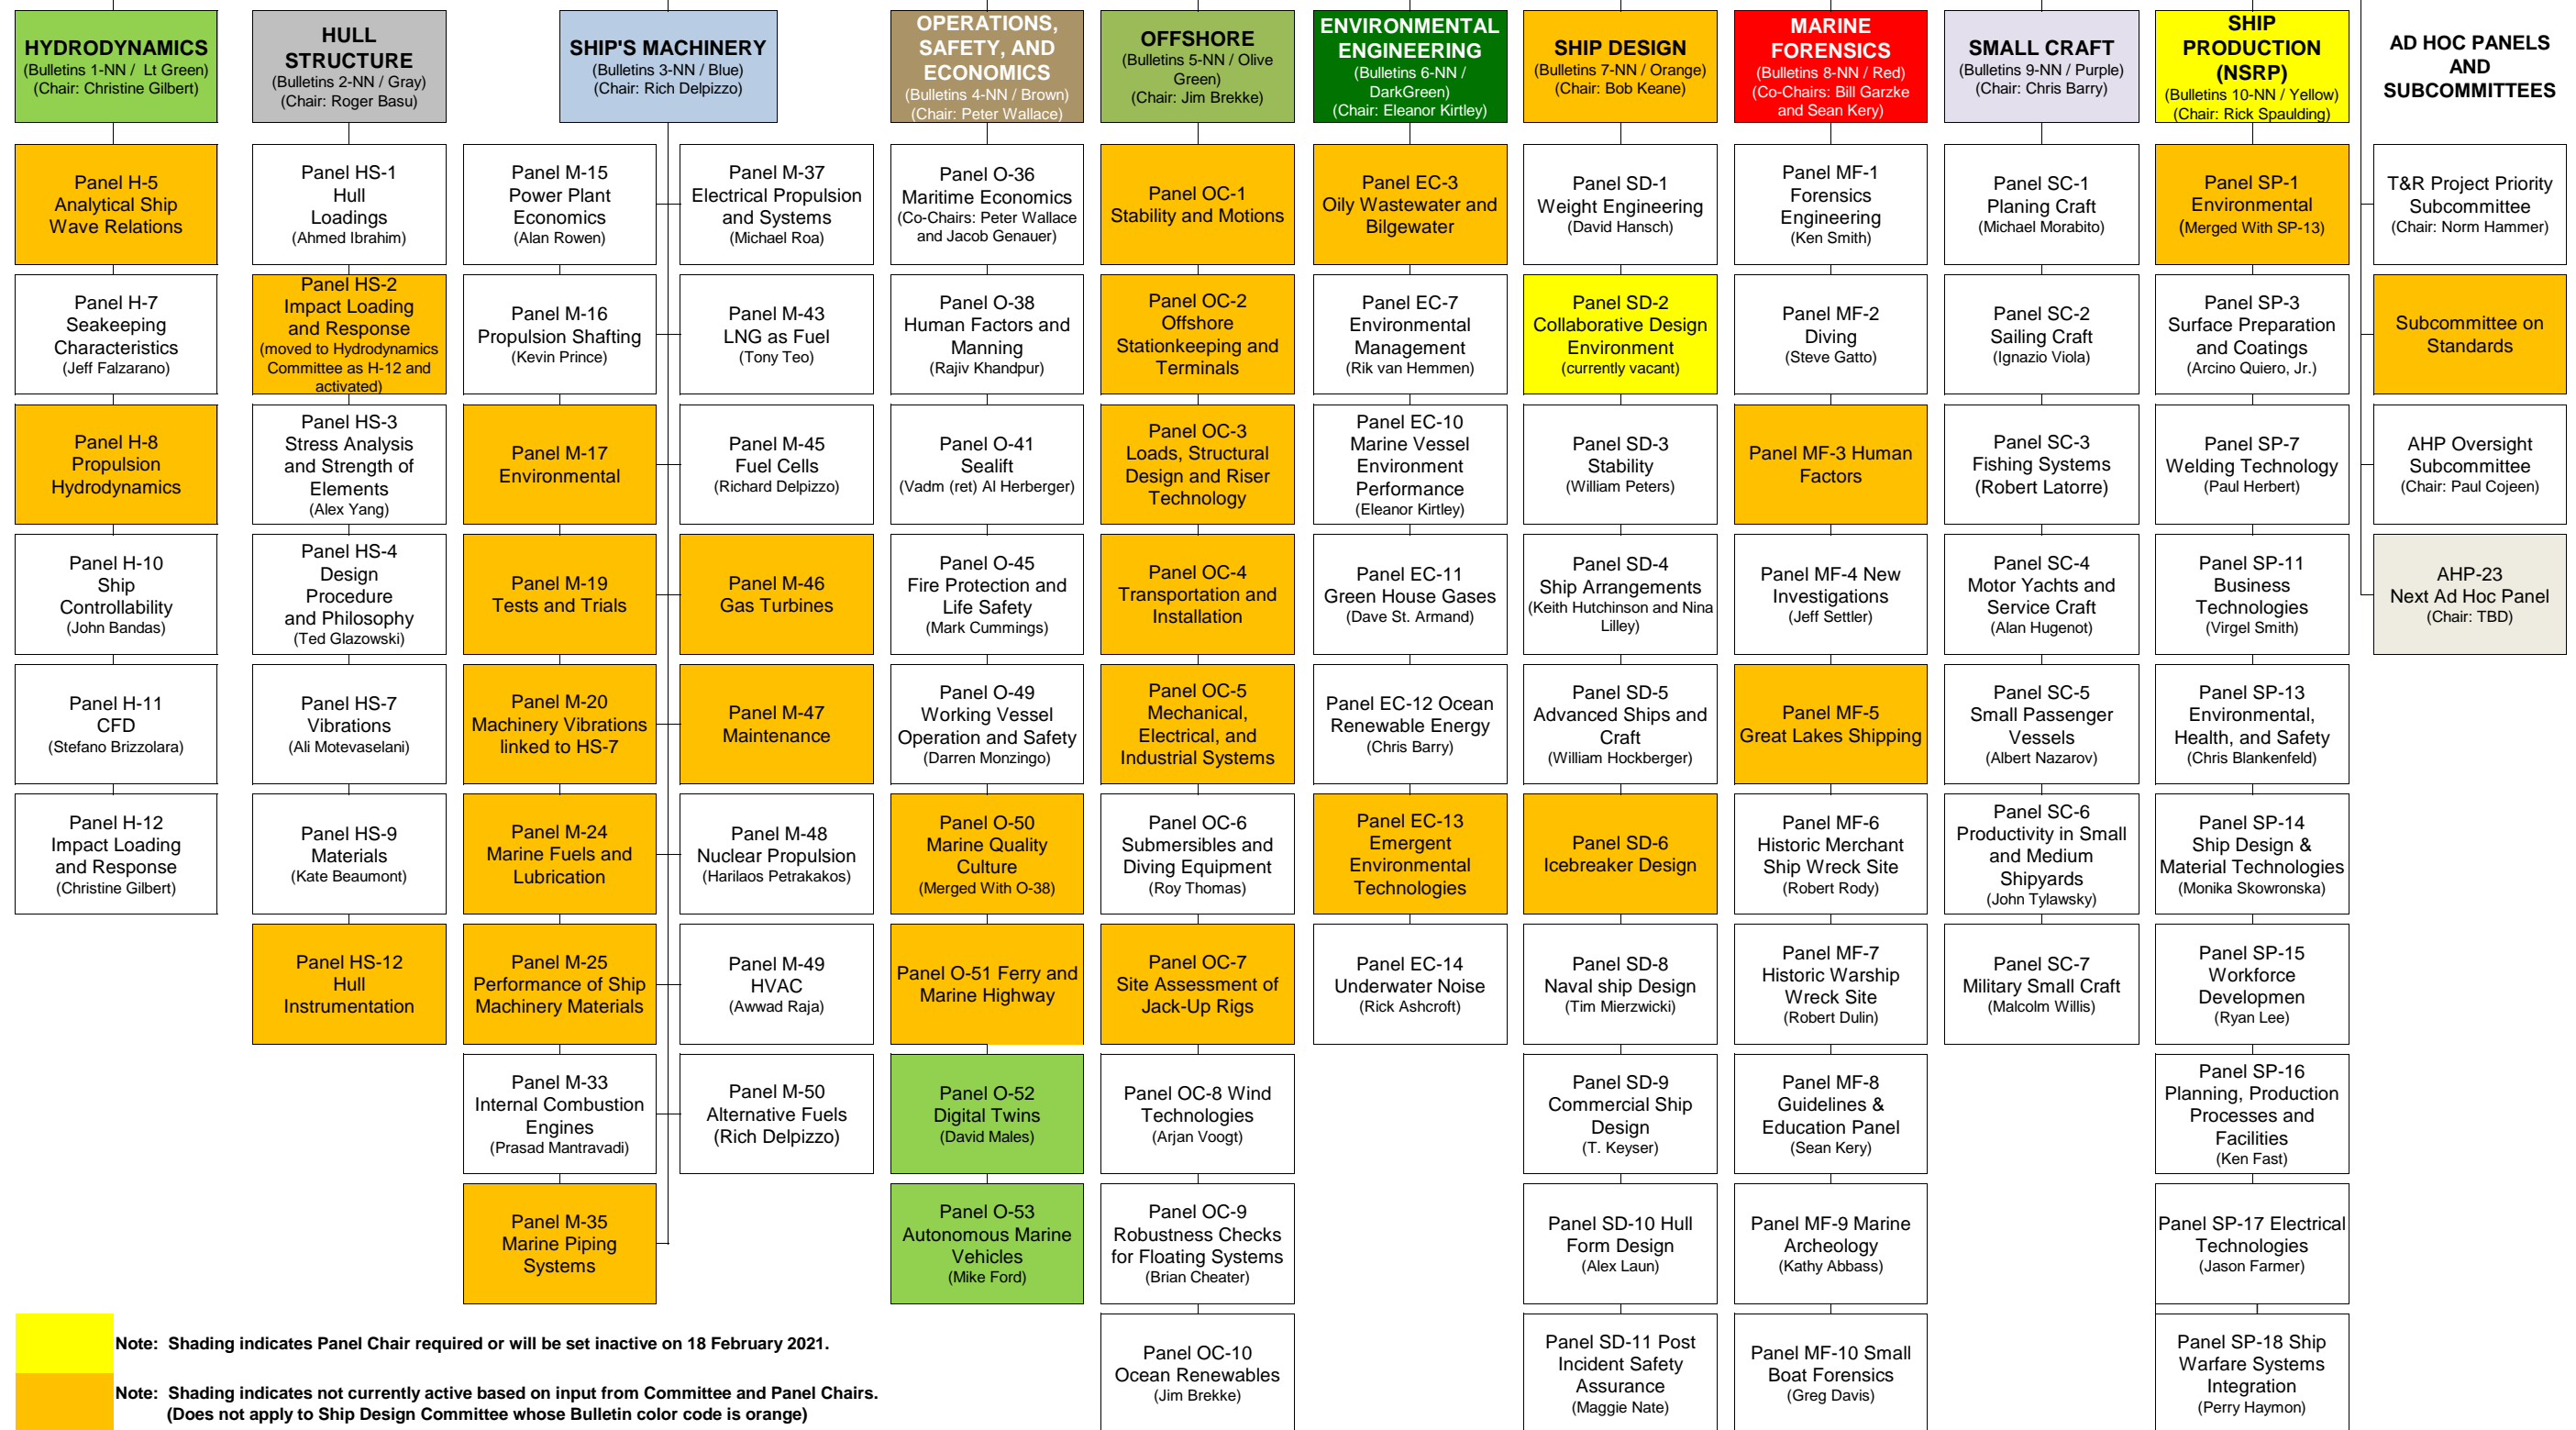 HYDRODYNAMICS
(Bulletins 1-NN / Lt Green)
(Chair: Christine Gilbert)
Panel H-5
Analytical Ship
Wave Relations
Panel H-7
Seakeeping
Characteristics
(Jeff Falzarano)
Panel H-8
Propulsion
Hydrodynamics
Panel H-10
Ship
Controllability
(John Bandas)
Panel H-11
CFD
(Stefano Brizzolara)
Panel H-12
Impact Loading
and Response
(Christine Gilbert)
HULL
STRUCTURE
(Bulletins 2-NN / Gray)
(Chair: Roger Basu)
Panel HS-1
Hull
Loadings
(Ahmed Ibrahim)
Panel HS-2
Impact Loading
and Response
(moved to Hydrodynamics
Committee as H-12 and
activated)
Panel HS-3
Stress Analysis
and Strength of
Elements
(Alex Yang)
Panel HS-4
Design
Procedure
and Philosophy
(Ted Glazowski)
Panel HS-7
Vibrations
(Ali Motevaselani)
Panel HS-9
Materials
(Kate Beaumont)
Panel HS-12
Hull
Instrumentation
SHIP'S MACHINERY
(Bulletins 3-NN / Blue)
(Chair: Rich Delpizzo)
Panel M-15
Power Plant
Economics
(Alan Rowen)
Panel M-16
Propulsion Shafting
(Kevin Prince)
Panel M-17
Environmental
Panel M-19
Tests and Trials
Panel M-20
Machinery Vibrations
linked to HS-7
Panel M-24
Marine Fuels and
Lubrication
Panel M-25
Performance of Ship
Machinery Materials
Panel M-33
Internal Combustion
Engines
(Prasad Mantravadi)
Panel M-35
Marine Piping
Systems
Panel M-37
Electrical Propulsion
and Systems
(Michael Roa)
Panel M-43
LNG as Fuel
(Tony Teo)
Panel M-45
Fuel Cells
(Richard Delpizzo)
Panel M-46
Gas Turbines
Panel M-47
Maintenance
Panel M-48
Nuclear Propulsion
(Harilaos Petrakakos)
Panel M-49
HVAC
(Awwad Raja)
Panel M-50
Alternative Fuels
(Rich Delpizzo)
OPERATIONS,
SAFETY, AND
ECONOMICS
(Bulletins 4-NN / Brown)
(Chair: Peter Wallace)
Panel O-36
Maritime Economics
(Co-Chairs: Peter Wallace
and Jacob Genauer)
Panel O-38
Human Factors and
Manning
(Rajiv Khandpur)
Panel O-41
Sealift
(Vadm (ret) Al Herberger)
Panel O-45
Fire Protection and
Life Safety
(Mark Cummings)
Panel O-49
Working Vessel
Operation and Safety
(Darren Monzingo)
Panel O-50
Marine Quality
Culture
(Merged With O-38)
Panel O-51 Ferry and
Marine Highway
Panel O-52
Digital Twins
(David Males)
Panel O-53
Autonomous Marine
Vehicles
(Mike Ford)
OFFSHORE
(Bulletins 5-NN / Olive
Green)
(Chair: Jim Brekke)
Panel OC-1
Stability and Motions
Panel OC-2
Offshore
Stationkeeping and
Terminals
Panel OC-3
Loads, Structural
Design and Riser
Technology
Panel OC-4
Transportation and
Installation
Panel OC-5
Mechanical,
Electrical, and
Industrial Systems
Panel OC-6
Submersibles and
Diving Equipment
(Roy Thomas)
Panel OC-7
Site Assessment of
Jack-Up Rigs
Panel OC-8 Wind
Technologies
(Arjan Voogt)
Panel OC-9
Robustness Checks
for Floating Systems
(Brian Cheater)
Panel OC-10
Ocean Renewables
(Jim Brekke)
ENVIRONMENTAL
ENGINEERING
(Bulletins 6-NN /
DarkGreen)
(Chair: Eleanor Kirtley)
Panel EC-3
Oily Wastewater and
Bilgewater
Panel EC-7
Environmental
Management
(Rik van Hemmen)
Panel EC-10
Marine Vessel
Environment
Performance
(Eleanor Kirtley)
Panel EC-11
Green House Gases
(Dave St. Armand)
Panel EC-12 Ocean
Renewable Energy
(Chris Barry)
Panel EC-13
Emergent
Environmental
Technologies
Panel EC-14
Underwater Noise
(Rick Ashcroft)
SHIP DESIGN
(Bulletins 7-NN / Orange)
(Chair: Bob Keane)
Panel SD-1
Weight Engineering
(David Hansch)
Panel SD-2
Collaborative Design
Environment
(currently vacant)
Panel SD-3
Stability
(William Peters)
Panel SD-4
Ship Arrangements
(Keith Hutchinson and Nina
Lilley)
Panel SD-5
Advanced Ships and
Craft
(William Hockberger)
Panel SD-6
Icebreaker Design
Panel SD-8
Naval ship Design
(Tim Mierzwicki)
Panel SD-9
Commercial Ship
Design
(T. Keyser)
Panel SD-10 Hull
Form Design
(Alex Laun)
Panel SD-11 Post
Incident Safety
Assurance
(Maggie Nate)
MARINE
FORENSICS
(Bulletins 8-NN / Red)
(Co-Chairs: Bill Garzke
and Sean Kery)
Panel MF-1
Forensics
Engineering
(Ken Smith)
Panel MF-2
Diving
(Steve Gatto)
Panel MF-3 Human
Factors
Panel MF-4 New
Investigations
(Jeff Settler)
Panel MF-5
Great Lakes Shipping
Panel MF-6
Historic Merchant
Ship Wreck Site
(Robert Rody)
Panel MF-7
Historic Warship
Wreck Site
(Robert Dulin)
Panel MF-8
Guidelines &
Education Panel
(Sean Kery)
Panel MF-9 Marine
Archeology
(Kathy Abbass)
Panel MF-10 Small
Boat Forensics
(Greg Davis)
SMALL CRAFT
(Bulletins 9-NN / Purple)
(Chair: Chris Barry)
Panel SC-1
Planing Craft
(Michael Morabito)
Panel SC-2
Sailing Craft
(Ignazio Viola)
Panel SC-3
Fishing Systems
(Robert Latorre)
Panel SC-4
Motor Yachts and
Service Craft
(Alan Hugenot)
Panel SC-5
Small Passenger
Vessels
(Albert Nazarov)
Panel SC-6
Productivity in Small
and Medium
Shipyards
(John Tylawsky)
Panel SC-7
Military Small Craft
(Malcolm Willis)
SHIP
PRODUCTION
(NSRP)
(Bulletins 10-NN / Yellow)
(Chair: Rick Spaulding)
Panel SP-1
Environmental
(Merged With SP-13)
Panel SP-3
Surface Preparation
and Coatings
(Arcino Quiero, Jr.)
Panel SP-7
Welding Technology
(Paul Herbert)
Panel SP-11
Business
Technologies
(Virgel Smith)
Panel SP-13
Environmental,
Health, and Safety
(Chris Blankenfeld)
Panel SP-14
Ship Design &
Material Technologies
(Monika Skowronska)
Panel SP-15
Workforce
Developmen
(Ryan Lee)
Panel SP-16
Planning, Production
Processes and
Facilities
(Ken Fast)
Panel SP-17 Electrical
Technologies
(Jason Farmer)
Panel SP-18 Ship
Warfare Systems
Integration
(Perry Haymon)
AD HOC PANELS
AND
SUBCOMMITTEES
T&R Project Priority
Subcommittee
(Chair: Norm Hammer)
Subcommittee on
Standards
AHP Oversight
Subcommittee
(Chair: Paul Cojeen)
AHP-23
Next Ad Hoc Panel
(Chair: TBD)
Note: Shading indicates Panel Chair required or will be set inactive on 18 February 2021.
Note: Shading indicates not currently active based on input from Committee and Panel Chairs.
(Does not apply to Ship Design Committee whose Bulletin color code is orange)